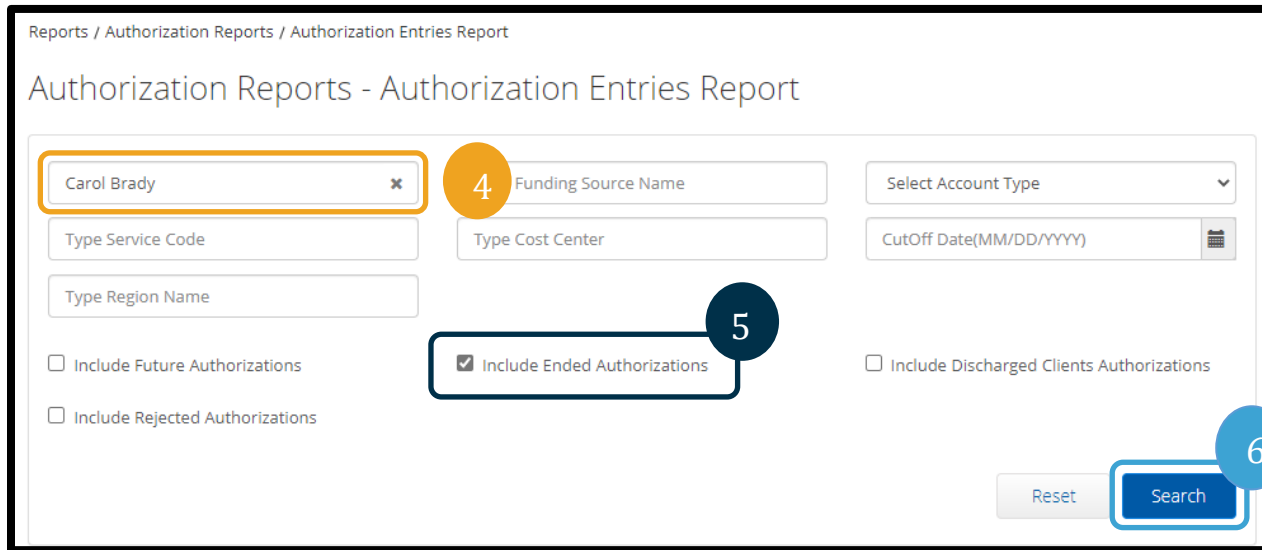 Reports / Authorization Reports / Authorization Entries Report
Authorization Reports - Authorization Entries Report
Carol Brady
4
Funding Source Name
Select Account Type
Type Service Code
Type Cost Center
CutOff Date(MM/DD/YYYY)
Type Region Name
5
Include Future Authorizations
Include Ended Authorizations
Include Discharged Clients Authorizations
Include Rejected Authorizations
6
Reset
Search